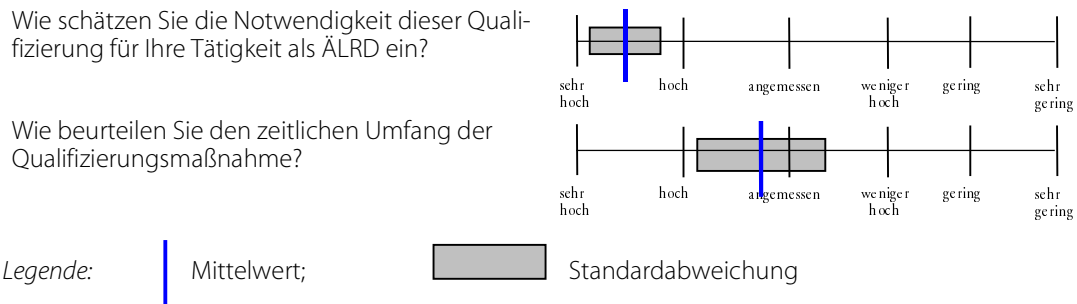 Wie schätzen Sie die Notwendigkeit dieser Quali-
fizierung für Ihre Tätigkeit als ÄLRD ein?
sehr hoch angemessen weniger gering sehr
hoch hoch gering
Wie beurteilen Sie den zeitlichen Umfang der
Qualifizierungsmaßnahme?
sehr hoch angemessen weniger gering sehr
hoch hoch gering
Legende: Mittelwert; Standardabweichung